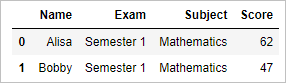 Name Exam Subject Score
0 Alisa Semester 1 Mathematics 62
1 Bobby Semester 1 Mathematics 47